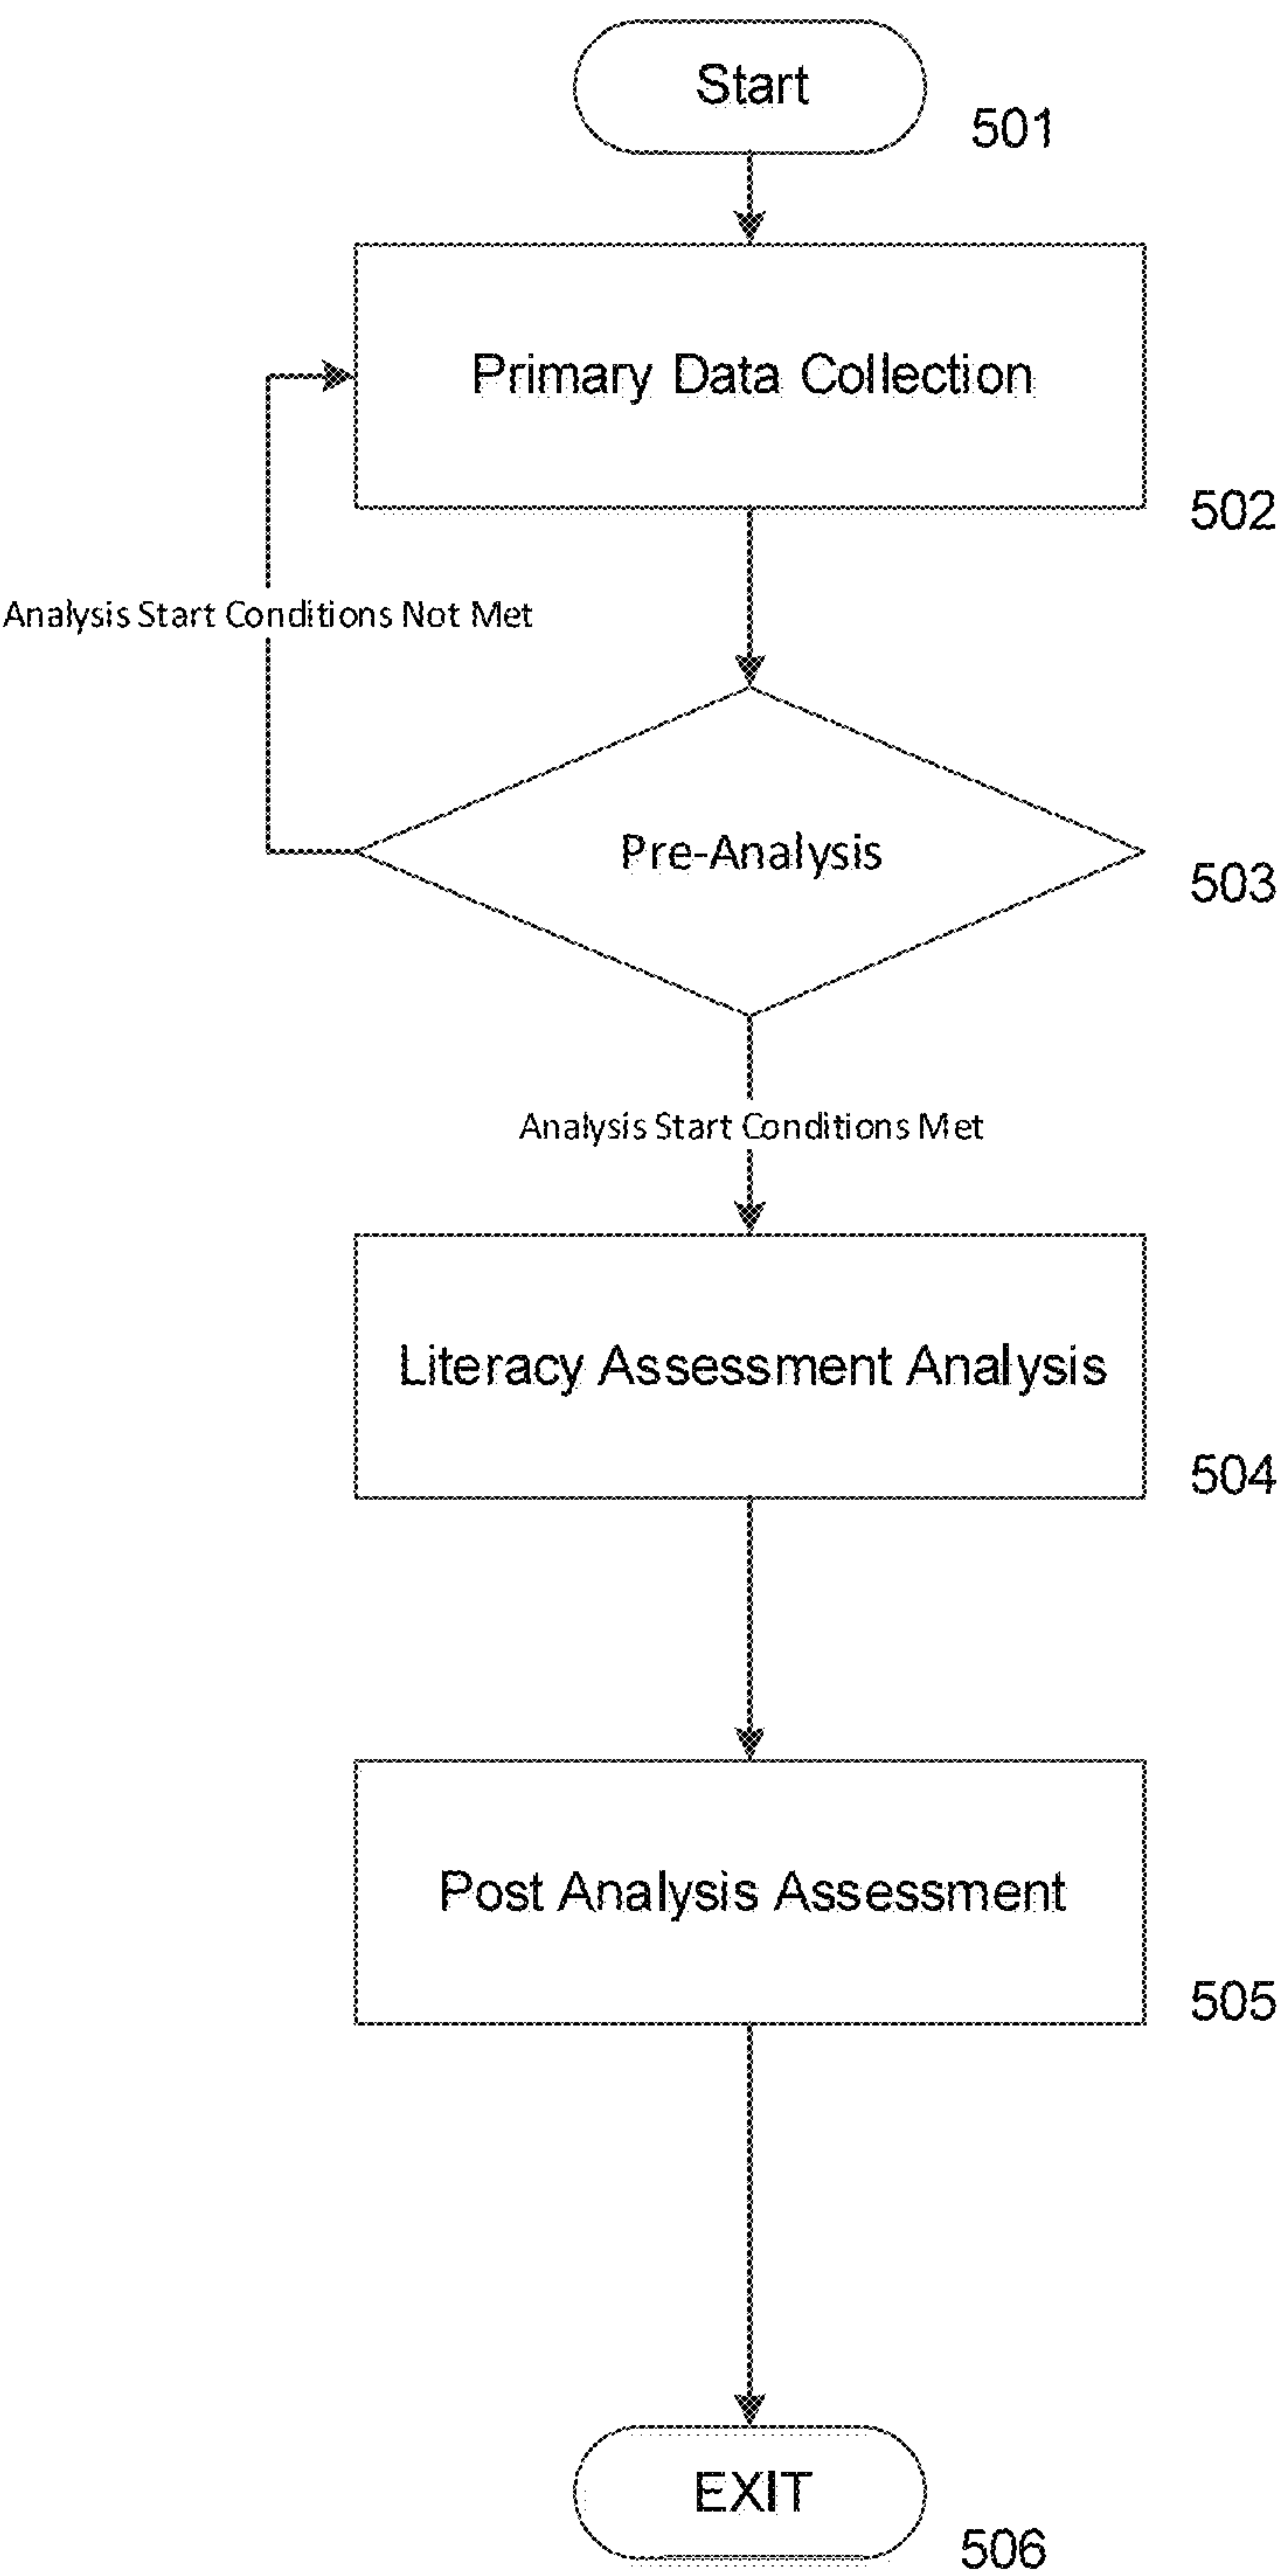 Start
501
Primary Data Collection
502
Analysis Start Conditions Not Met
Pre-Analysis
503
Analysis Start Conditions Met
Literacy Assessment Analysis
504
Post Analysis Assessment
505
EXIT
506